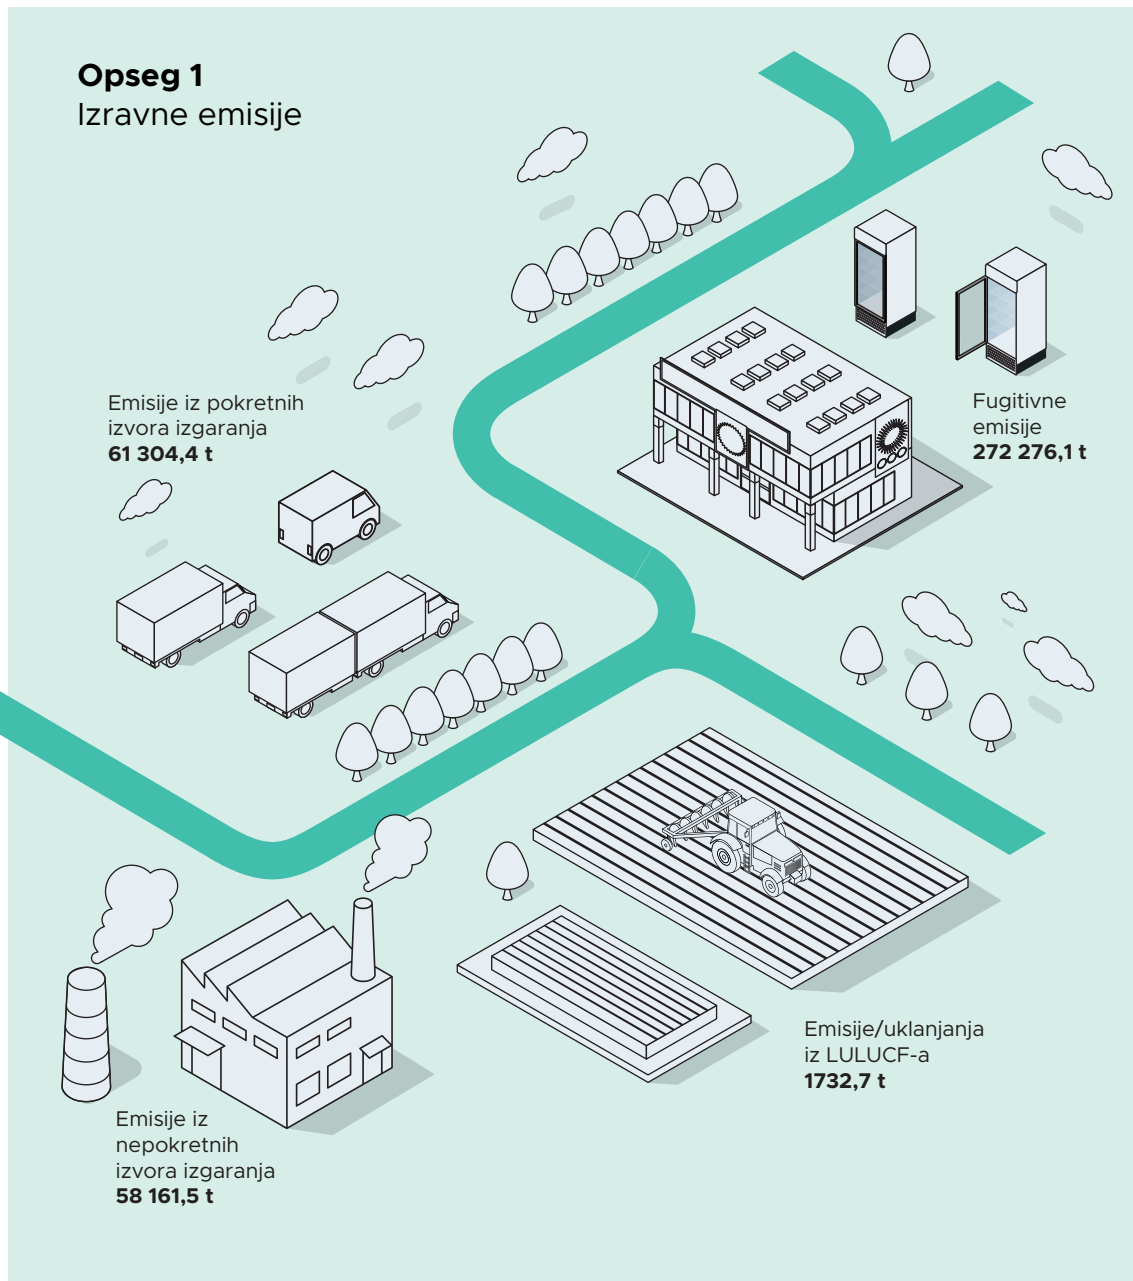 Opseg 1
Izravne emisije
Emisije iz pokretnih
izvora izgaranja
61 304,4 t
Fugitivne
emisije
272 276,1 t
Emisije/uklanjanja
iz LULUCF-a
1732,7 t
Emisije iz
nepokretnih
izvora izgaranja
58 161,5 t